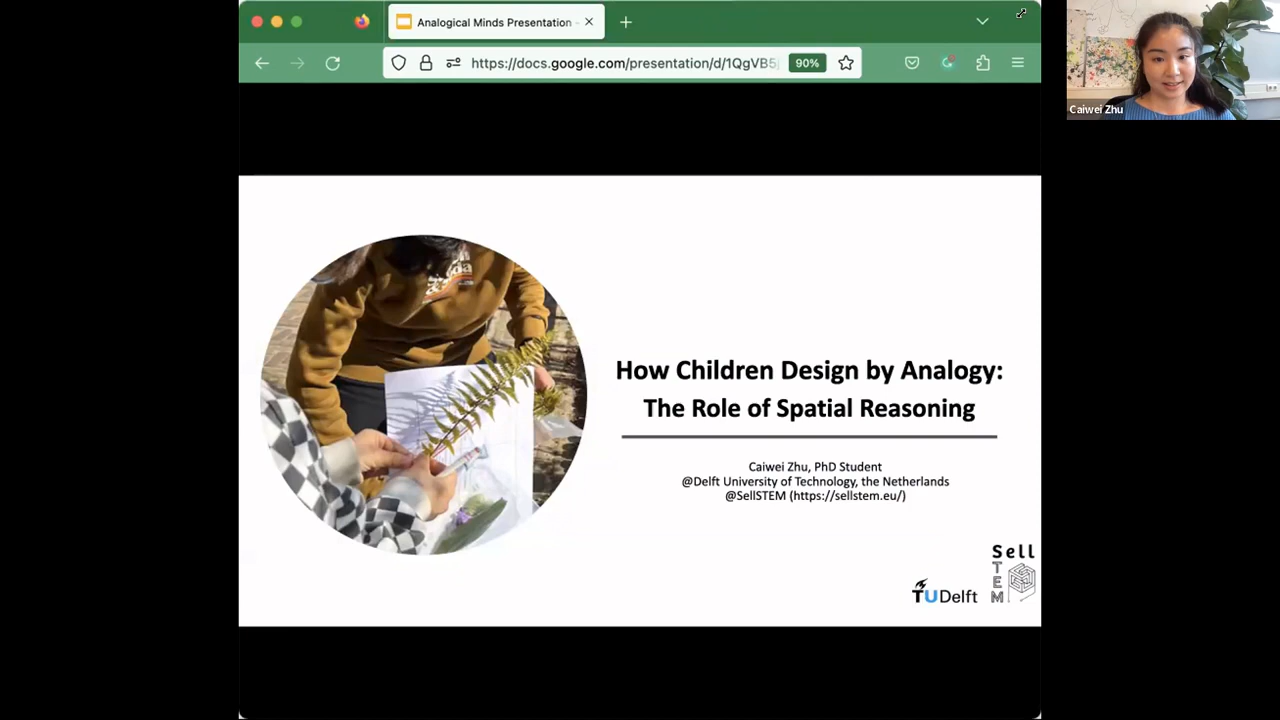 Analogical Minds Presentation
https://docs.google.com/presentation/d/1QgVB5
90%
Caiwei Zhu
How Children Design by Analogy:
The Role of Spatial Reasoning
Caiwei Zhu, PhD Student
@Delft University of Technology, the Netherlands
@SellSTEM (https://sellstem.eu/)
Sell
TEM
TUDelft